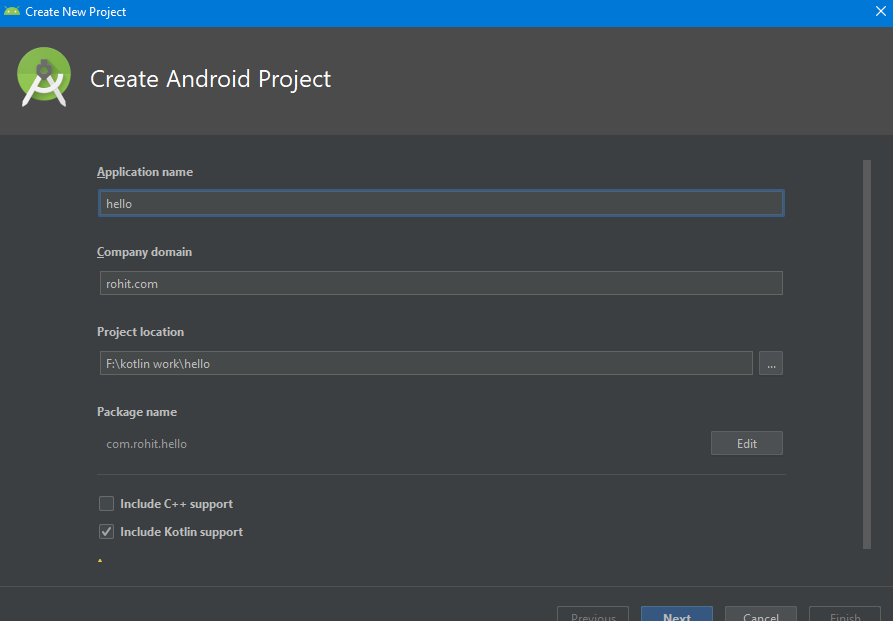 Create New Project
Create Android Project
Application name
hello
Company domain
rohit.com
Project location
F:\kotlin work\hello
...
Package name
com.rohit.hello
Edit
Include C++ support
Include Kotlin support
Previous Next Cancel Finish